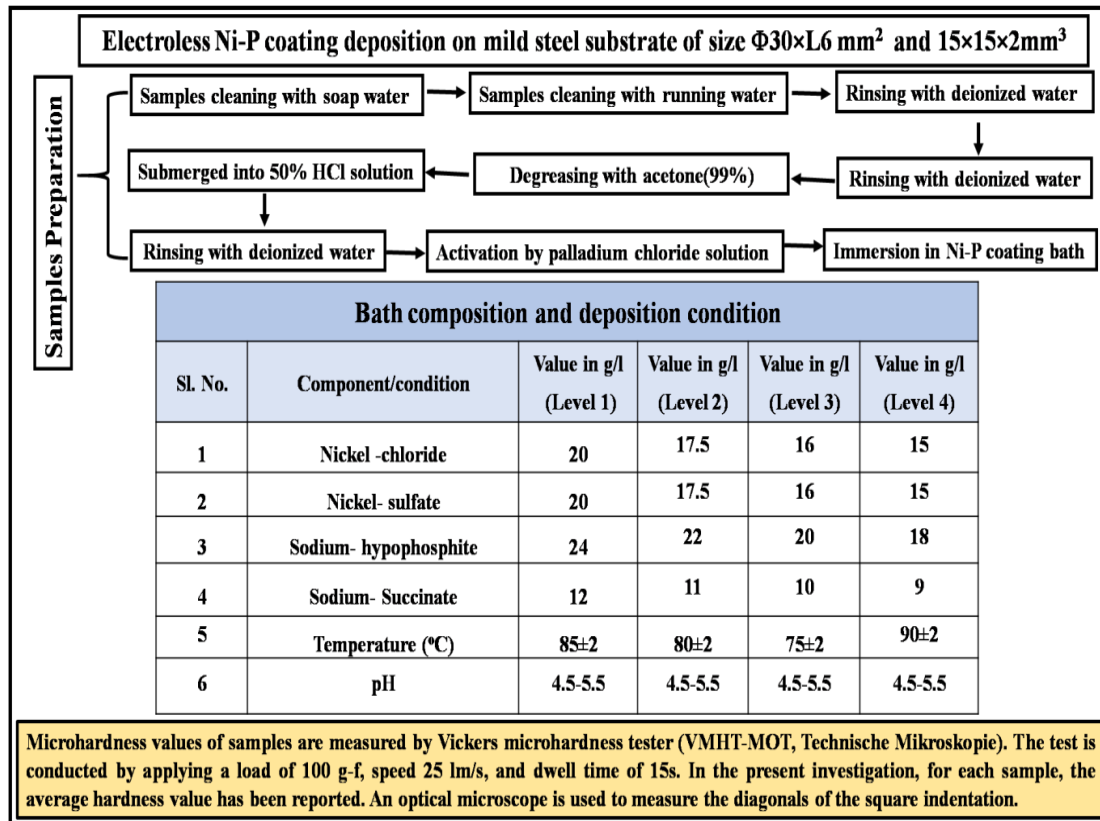 Electroless Ni-P coating deposition on mild steel substrate of size Φ30×L6 mm² and 15×15×2mm³
Samples Preparation
Samples cleaning with soap water
Samples cleaning with running water
Rinsing with deionized water
Rinsing with deionized water
Degreasing with acetone(99%)
Submerged into 50% HCl solution
Rinsing with deionized water
Activation by palladium chloride solution
Immersion in Ni-P coating bath
Bath composition and deposition condition
Sl. No. Component/condition Value in g/l (Level 1) Value in g/l (Level 2) Value in g/l (Level 3) Value in g/l (Level 4)
1 Nickel -chloride 20 17.5 16 15
2 Nickel- sulfate 20 17.5 16 15
3 Sodium- hypophosphite 24 22 20 18
4 Sodium- Succinate 12 11 10 9
5 Temperature (ºC) 85±2 80±2 75±2 90±2
6 pH 4.5-5.5 4.5-5.5 4.5-5.5 4.5-5.5
Microhardness values of samples are measured by Vickers microhardness tester (VMHT-MOT, Technische Mikroskopie). The test is
conducted by applying a load of 100 g-f, speed 25 lm/s, and dwell time of 15s. In the present investigation, for each sample, the
average hardness value has been reported. An optical microscope is used to measure the diagonals of the square indentation.